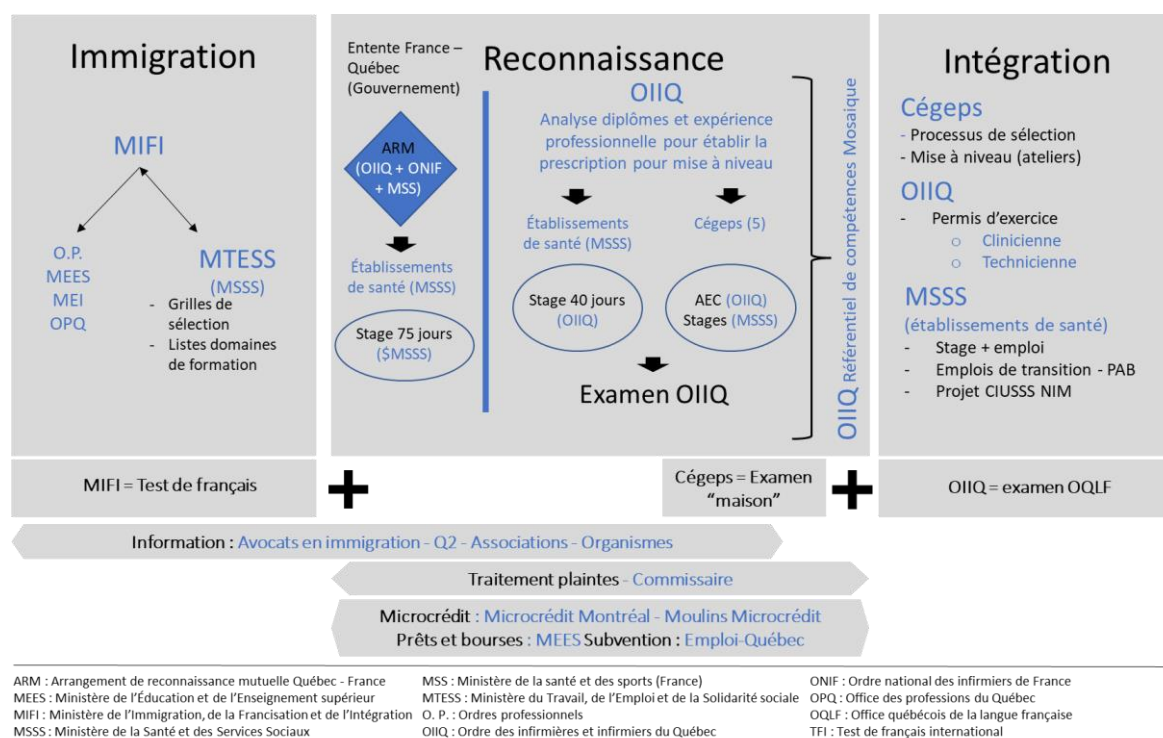 Immigration
MIFI
O.P.
MEES
MEI
OPQ
MTESS
(MSSS)
- Grilles de
sélection
- Listes domaines
de formation
Entente France –
Québec
(Gouvernement)
Reconnaissance
ARM
(OIIQ + ONIF
+ MSS)
Établissements
de santé (MSSS)
Stage 75 jours
($MSSS)
OIIQ
Analyse diplômes et expérience
professionnelle pour établir la
prescription pour mise à niveau
Établissements
de santé (MSSS)
Stage 40 jours
(OIIQ)
Cégeps (5)
AEC (OIIQ)
Stages (MSSS)
Examen OIIQ
OIIQ Référentiel de compétences Mosaique
Intégration
Cégeps
- Processus de sélection
- Mise à niveau (ateliers)
OIIQ
- Permis d’exercice
o Clinicienne
o Technicienne
MSSS
(établissements de santé)
- Stage + emploi
- Emplois de transition - PAB
- Projet CIUSSS NIM
MIFI = Test de français
+
Cégeps = Examen
“maison”
+
OIIQ = examen OQLF
Information : Avocats en immigration - Q2 - Associations - Organismes
Traitement plaintes - Commissaire
Microcrédit : Microcrédit Montréal - Moulins Microcrédit
Prêts et bourses : MEES Subvention : Emploi-Québec
ARM : Arrangement de reconnaissance mutuelle Québec - France
MEES : Ministère de l’Éducation et de l’Enseignement supérieur
MIFI : Ministère de l’Immigration, de la Francisation et de l’Intégration
MSSS : Ministère de la Santé et des Services Sociaux
MSS : Ministère de la santé et des sports (France)
MTESS : Ministère du Travail, de l’Emploi et de la Solidarité sociale
O. P. : Ordres professionnels
OIIQ : Ordre des infirmières et infirmiers du Québec
ONIF : Ordre national des infirmiers de France
OPQ : Office des professions du Québec
OQLF : Office québécois de la langue française
TFI : Test de français international